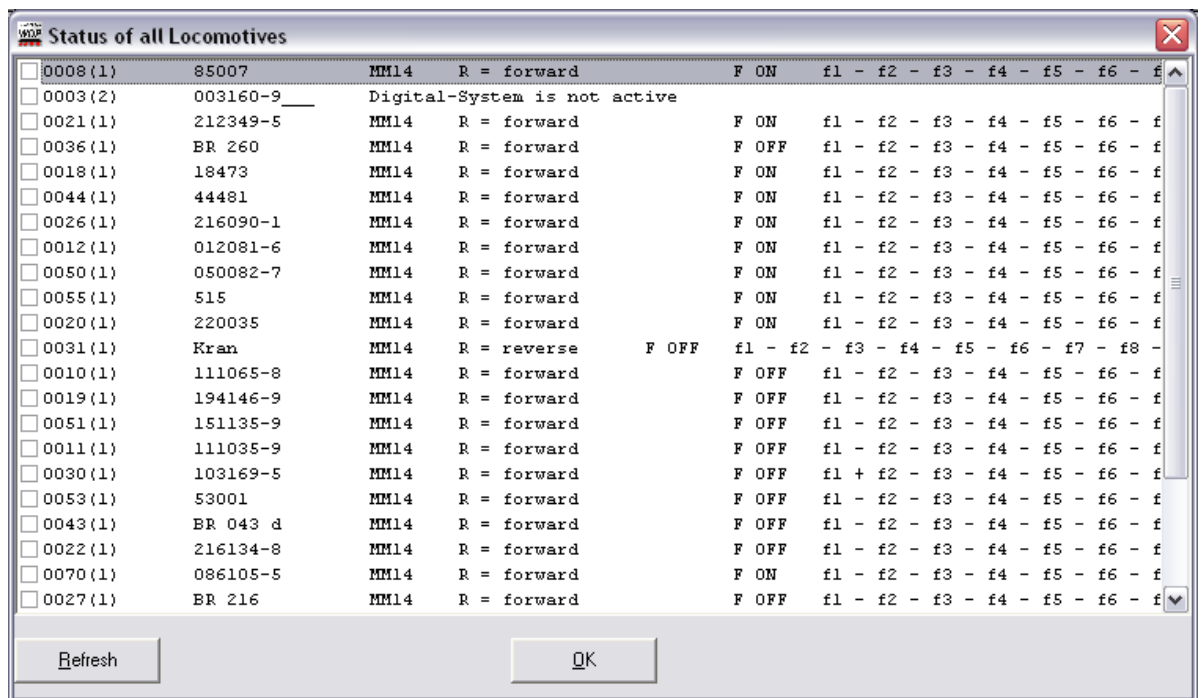 WDP Status of all Locomotives
0008(1) 85007 MM14 R = forward F ON f1 - f2 - f3 - f4 - f5 - f6 - f
0003(2) 003160-9___ Digital-System is not active
0021(1) 212349-5 MM14 R = forward F ON f1 - f2 - f3 - f4 - f5 - f6 - f
0036(1) BR 260 MM14 R = forward F OFF f1 - f2 - f3 - f4 - f5 - f6 - f
0018(1) 18473 MM14 R = forward F ON f1 - f2 - f3 - f4 - f5 - f6 - f
0044(1) 44481 MM14 R = forward F ON f1 - f2 - f3 - f4 - f5 - f6 - f
0026(1) 216090-1 MM14 R = forward F ON f1 - f2 - f3 - f4 - f5 - f6 - f
0012(1) 012081-6 MM14 R = forward F ON f1 - f2 - f3 - f4 - f5 - f6 - f
0050(1) 050082-7 MM14 R = forward F ON f1 - f2 - f3 - f4 - f5 - f6 - f
0055(1) 515 MM14 R = forward F ON f1 - f2 - f3 - f4 - f5 - f6 - f
0020(1) 220035 MM14 R = forward F ON f1 - f2 - f3 - f4 - f5 - f6 - f
0031(1) Kran MM14 R = reverse F OFF f1 - f2 - f3 - f4 - f5 - f6 - f7 - f8 -
0010(1) 111065-8 MM14 R = forward F OFF f1 - f2 - f3 - f4 - f5 - f6 - f
0019(1) 194146-9 MM14 R = forward F OFF f1 - f2 - f3 - f4 - f5 - f6 - f
0051(1) 151135-9 MM14 R = forward F OFF f1 - f2 - f3 - f4 - f5 - f6 - f
0011(1) 111035-9 MM14 R = forward F OFF f1 - f2 - f3 - f4 - f5 - f6 - f
0030(1) 103169-5 MM14 R = forward F OFF f1 + f2 - f3 - f4 - f5 - f6 - f
0053(1) 53001 MM14 R = forward F OFF f1 - f2 - f3 - f4 - f5 - f6 - f
0043(1) BR 043 d MM14 R = forward F OFF f1 - f2 - f3 - f4 - f5 - f6 - f
0022(1) 216134-8 MM14 R = forward F OFF f1 - f2 - f3 - f4 - f5 - f6 - f
0070(1) 086105-5 MM14 R = forward F ON f1 - f2 - f3 - f4 - f5 - f6 - f
0027(1) BR 216 MM14 R = forward F OFF f1 - f2 - f3 - f4 - f5 - f6 - f
Refresh OK